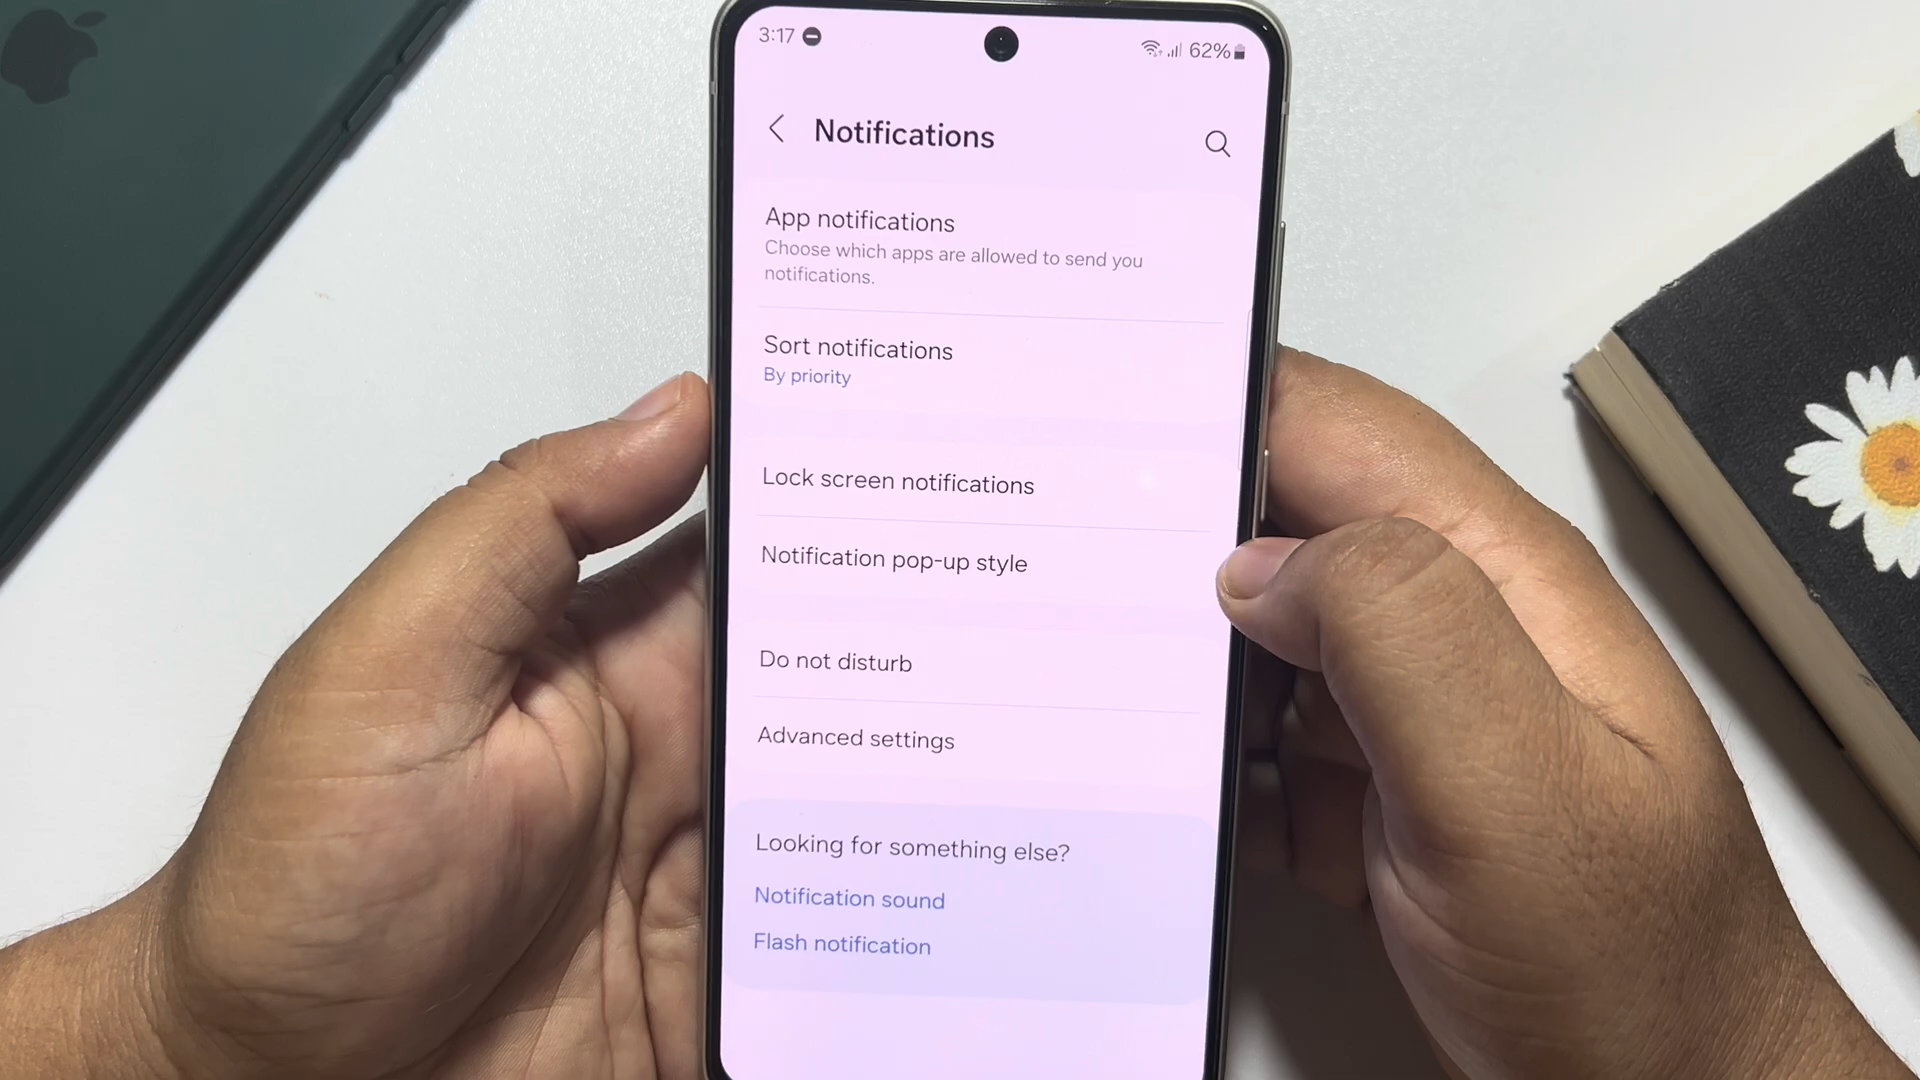 3:17
62%
Notifications
App notifications
Choose which apps are allowed to send you
notifications.
Sort notifications
By priority
Lock screen notifications
Notification pop-up style
Do not disturb
Advanced settings
Looking for something else?
Notification sound
Flash notification